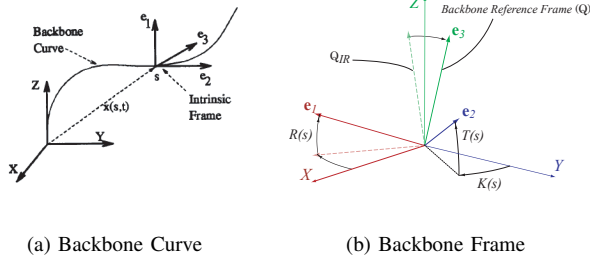 Backbone
Curve
e1
e3
s
e2
Intrinsic
Frame
x(s,t)
Z
Y
X
(a) Backbone Curve
Z
Backbone Reference Frame (Q)
e3
QIR
e1
e2
R(s)
T(s)
X
Y
K(s)
(b) Backbone Frame